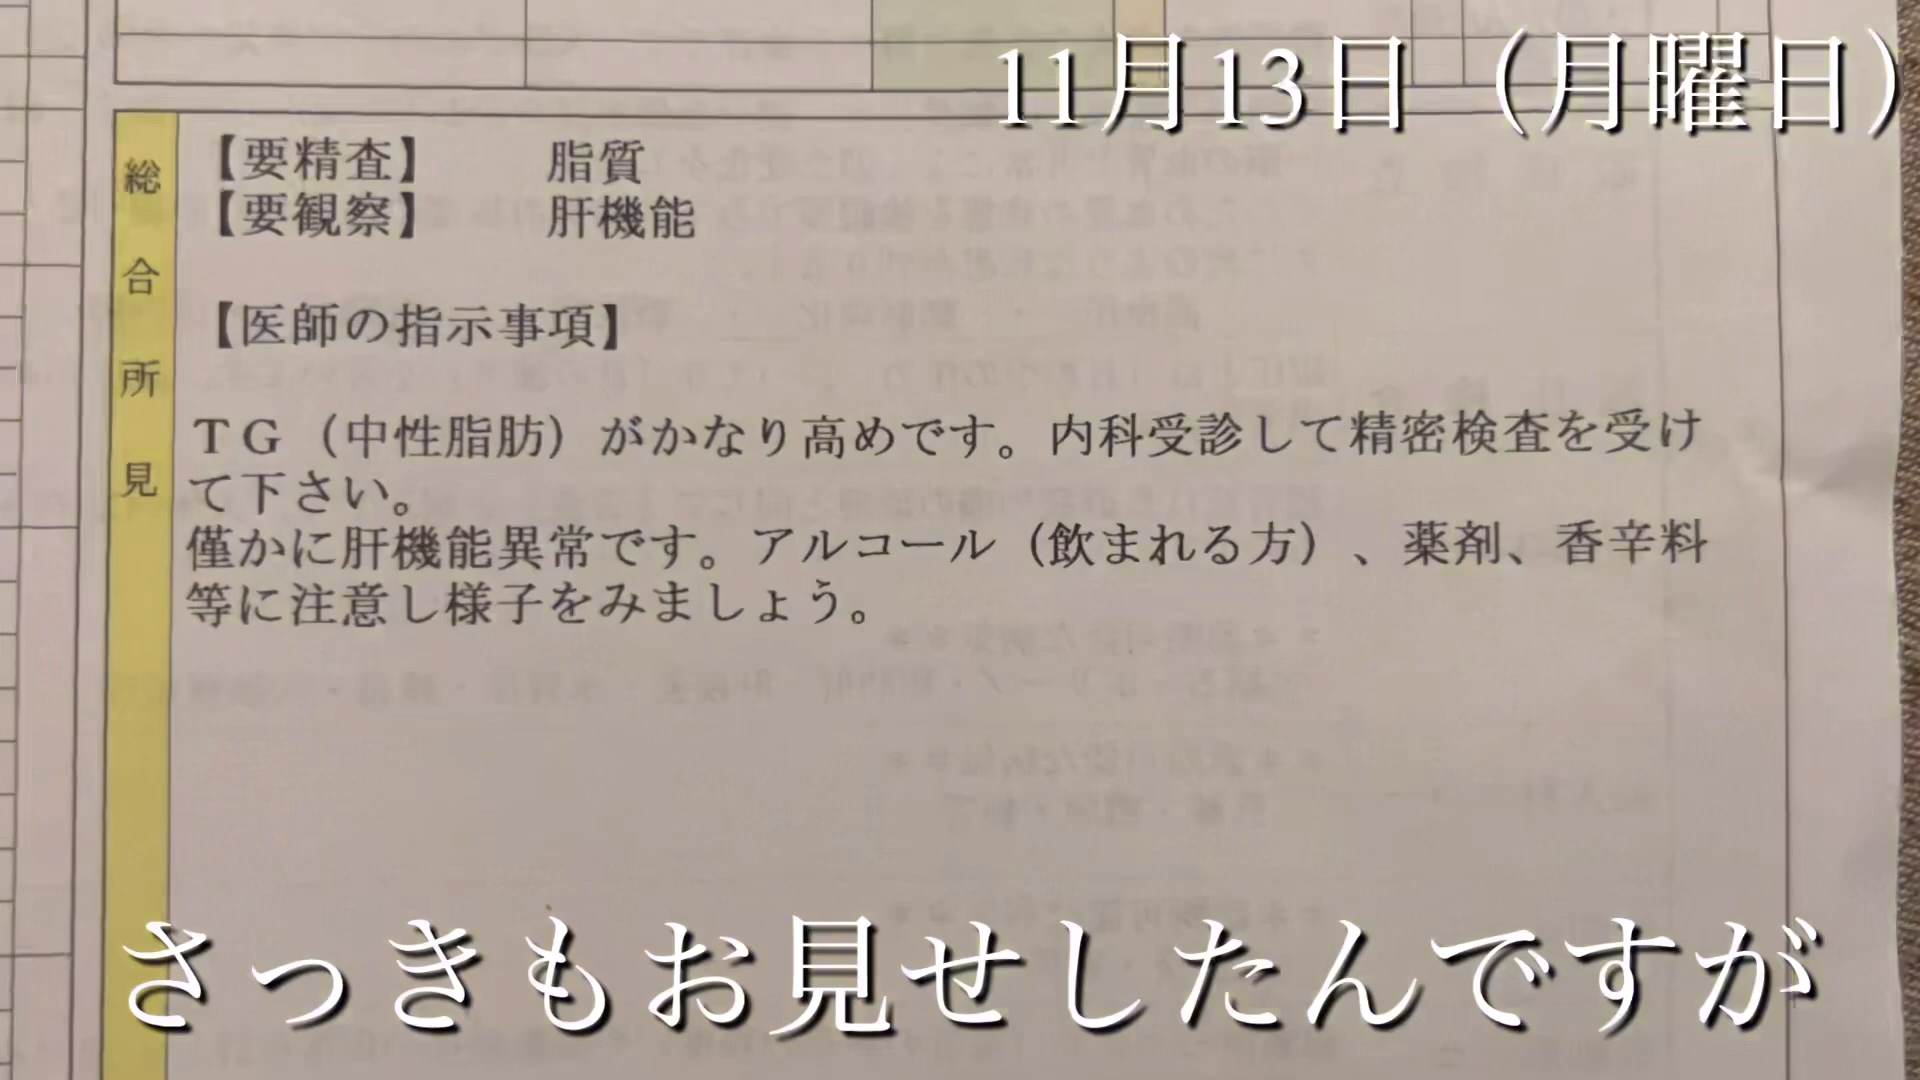 11月13日（月曜日）
総合所見
【要精査】　脂質
【要観察】　肝機能
【医師の指示事項】
ＴＧ（中性脂肪）がかなり高めです。内科受診して精密検査を受け
て下さい。
僅かに肝機能異常です。アルコール（飲まれる方）、薬剤、香辛料
等に注意し様子をみましょう。
さっきもお見せしたんですが